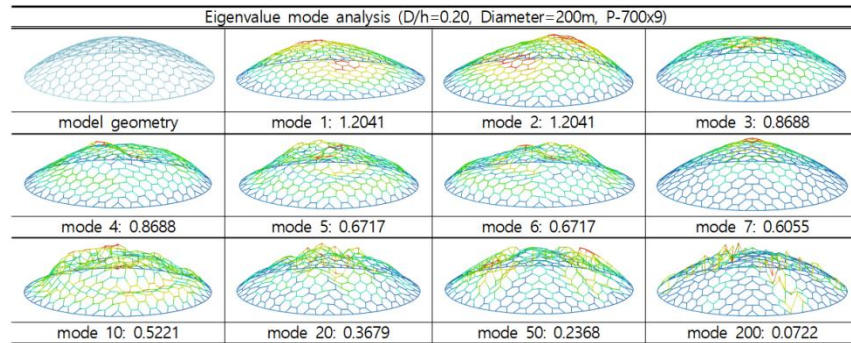 Eigenvalue mode analysis (D/h=0.20, Diameter=200m, P-700x9)
model geometry
mode 1: 1.2041
mode 2: 1.2041
mode 3: 0.8688
mode 4: 0.8688
mode 5: 0.6717
mode 6: 0.6717
mode 7: 0.6055
mode 10: 0.5221
mode 20: 0.3679
mode 50: 0.2368
mode 200: 0.0722